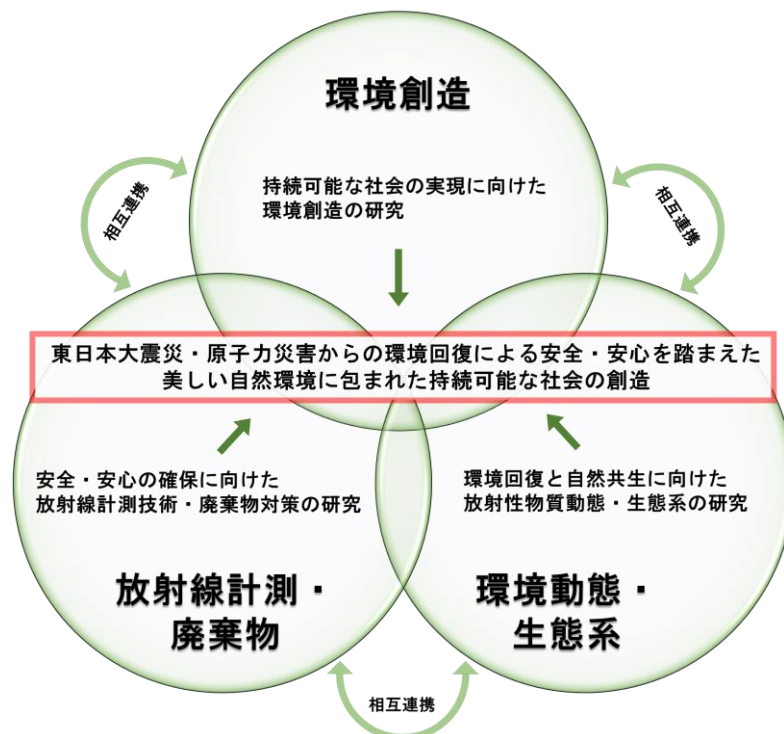 環境創造
持続可能な社会の実現に向けた
環境創造の研究
相互連携
相互連携
東日本大震災・原子力災害からの環境回復による安全・安心を踏まえた
美しい自然環境に包まれた持続可能な社会の創造
安全・安心の確保に向けた
放射線計測技術・廃棄物対策の研究
環境回復と自然共生に向けた
放射性物質動態・生態系の研究
放射線計測・
廃棄物
環境動態・
生態系
相互連携